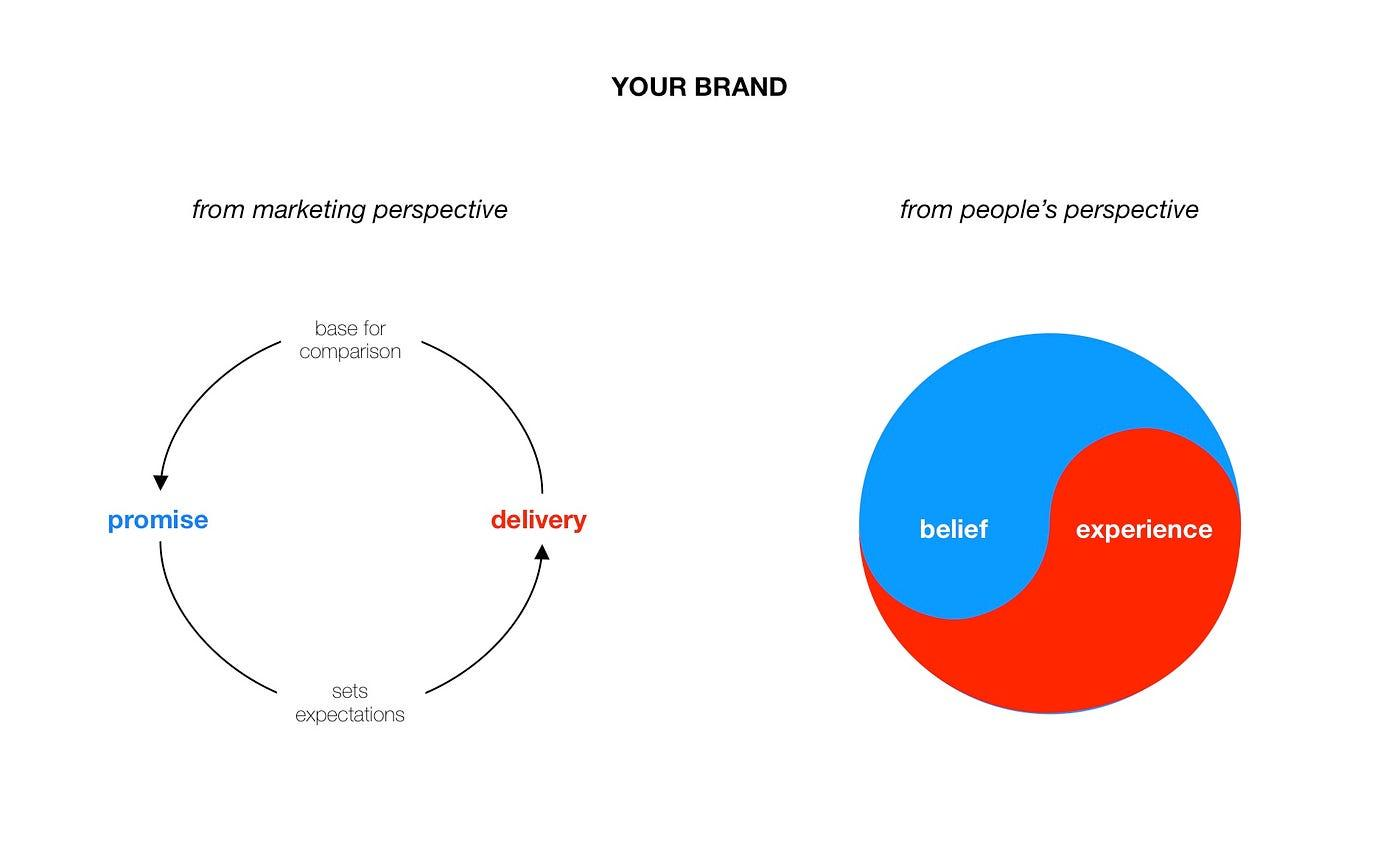 YOUR BRAND
from marketing perspective
from people’s perspective
base for
comparison
promise
delivery
belief
experience
sets
expectations